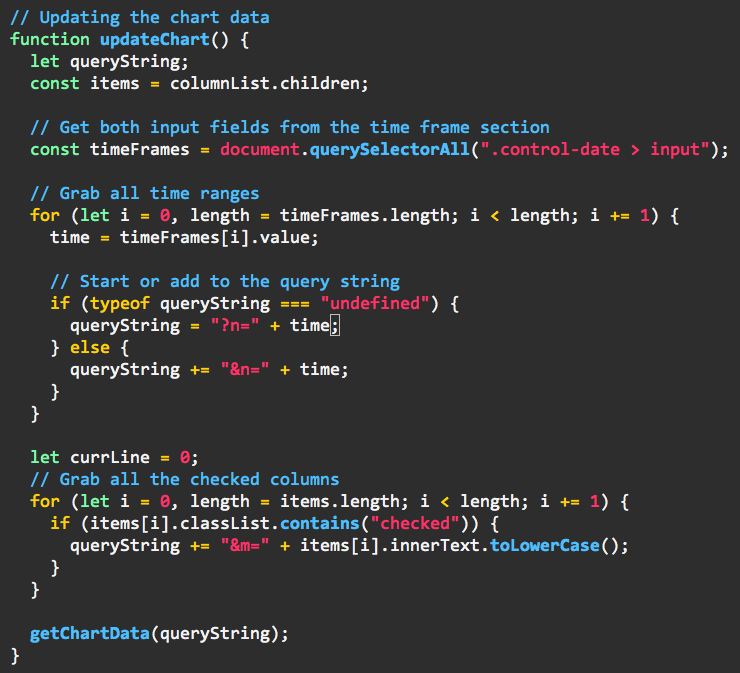 // Updating the chart data
function updateChart() {
let queryString;
const items = columnList.children;
// Get both input fields from the time frame section
const timeFrames = document.querySelectorAll(".control-date > input");
// Grab all time ranges
for (let i = 0, length = timeFrames.length; i < length; i += 1) {
time = timeFrames[i].value;
// Start or add to the query string
if (typeof queryString === "undefined") {
queryString = "?n=" + time;
} else {
queryString += "&n=" + time;
}
}
let currLine = 0;
// Grab all the checked columns
for (let i = 0, length = items.length; i < length; i += 1) {
if (items[i].classList.contains("checked")) {
queryString += "&m=" + items[i].innerText.toLowerCase();
}
}
getChartData(queryString);
}